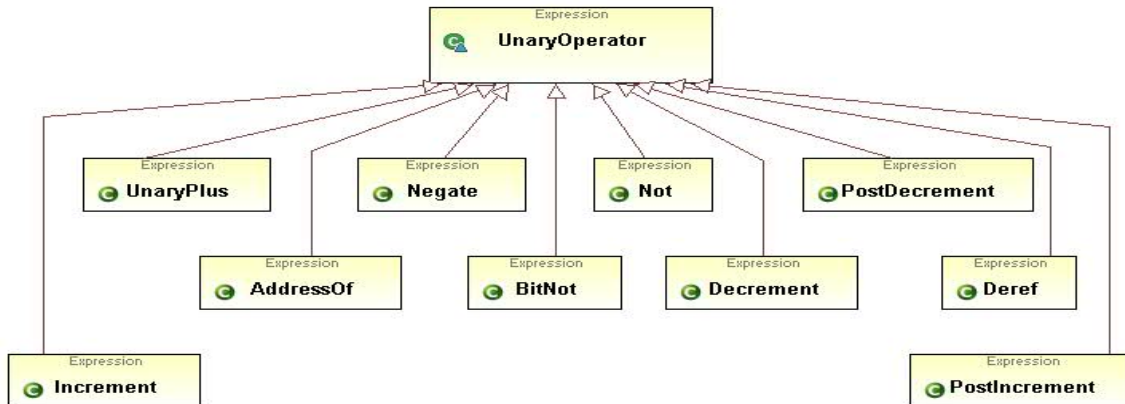 Expression
UnaryOperator
Expression
UnaryPlus
Expression
Negate
Expression
Not
Expression
PostDecrement
Expression
AddressOf
Expression
BitNot
Expression
Decrement
Expression
Deref
Expression
Increment
Expression
PostIncrement